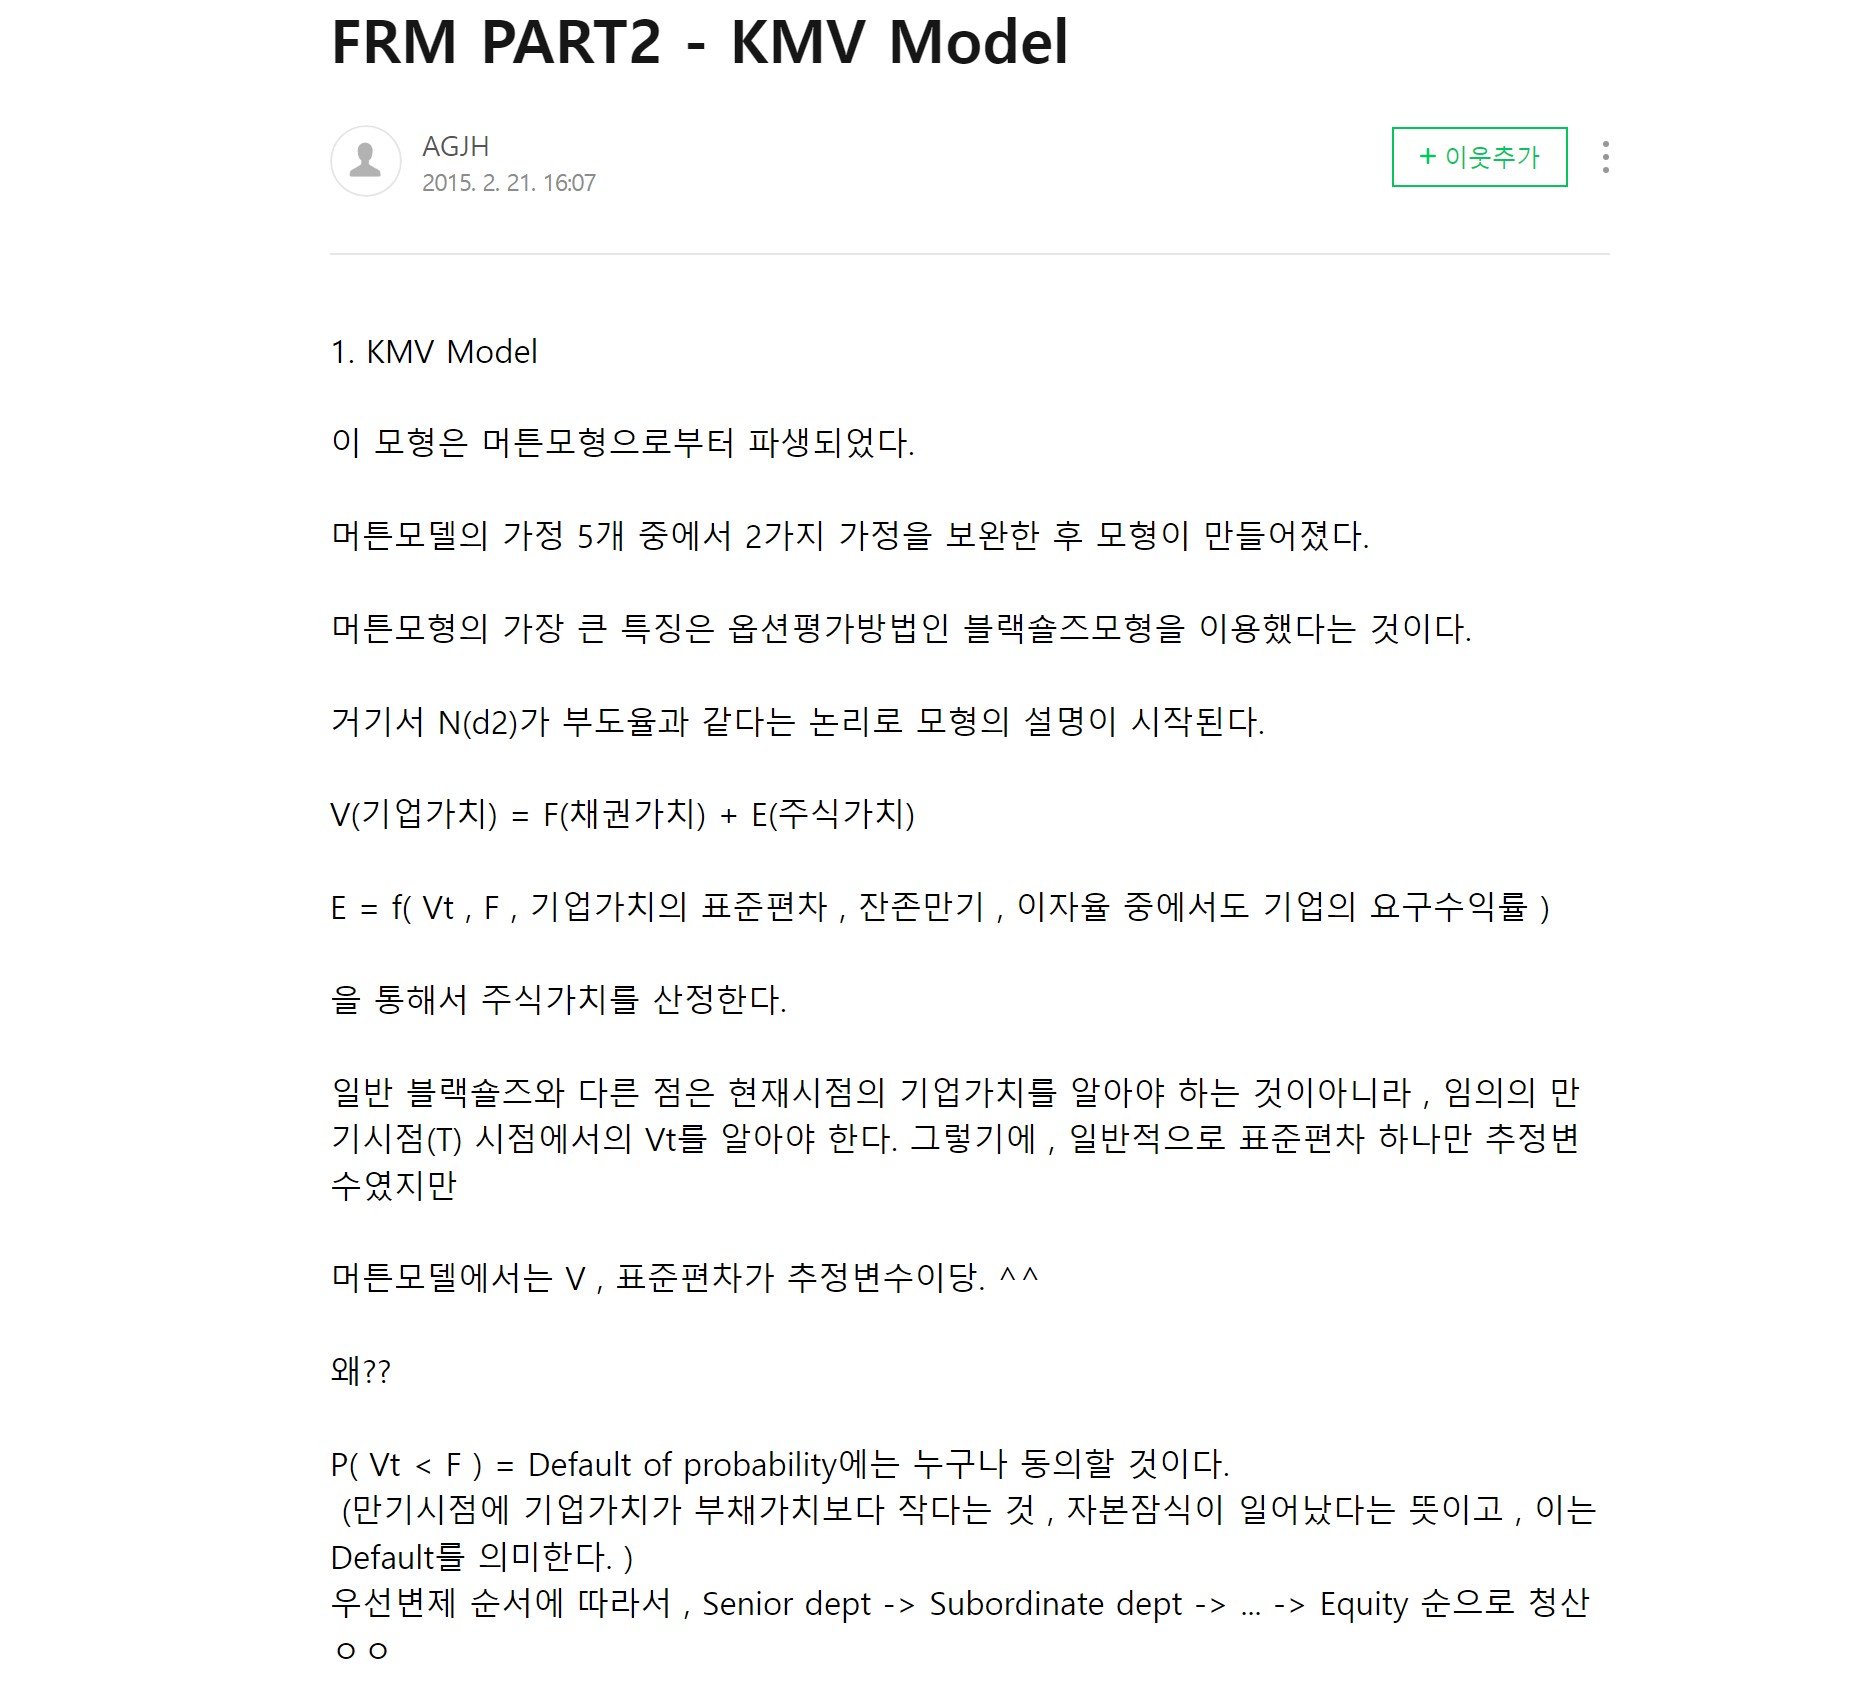 FRM PART2 - KMV Model
AGJH
2015. 2. 21. 16:07
+ 이웃추가
1. KMV Model
이 모형은 머튼모형으로부터 파생되었다.
머튼모델의 가정 5개 중에서 2가지 가정을 보완한 후 모형이 만들어졌다.
머튼모형의 가장 큰 특징은 옵션평가방법인 블랙숄즈모형을 이용했다는 것이다.
거기서 N(d2)가 부도율과 같다는 논리로 모형의 설명이 시작된다.
V(기업가치) = F(채권가치) + E(주식가치)
E = f( Vt , F , 기업가치의 표준편차 , 잔존만기 , 이자율 중에서도 기업의 요구수익률 )
을 통해서 주식가치를 산정한다.
일반 블랙숄즈와 다른 점은 현재시점의 기업가치를 알아야 하는 것이아니라 , 임의의 만
기시점(T) 시점에서의 Vt를 알아야 한다. 그렇기에 , 일반적으로 표준편차 하나만 추정변
수였지만
머튼모델에서는 V , 표준편차가 추정변수이당. ^^
왜??
P( Vt < F ) = Default of probability에는 누구나 동의할 것이다.
(만기시점에 기업가치가 부채가치보다 작다는 것 , 자본잠식이 일어났다는 뜻이고 , 이는
Default를 의미한다. )
우선변제 순서에 따라서 , Senior dept -> Subordinate dept -> ... -> Equity 순으로 청산
ㅇㅇ